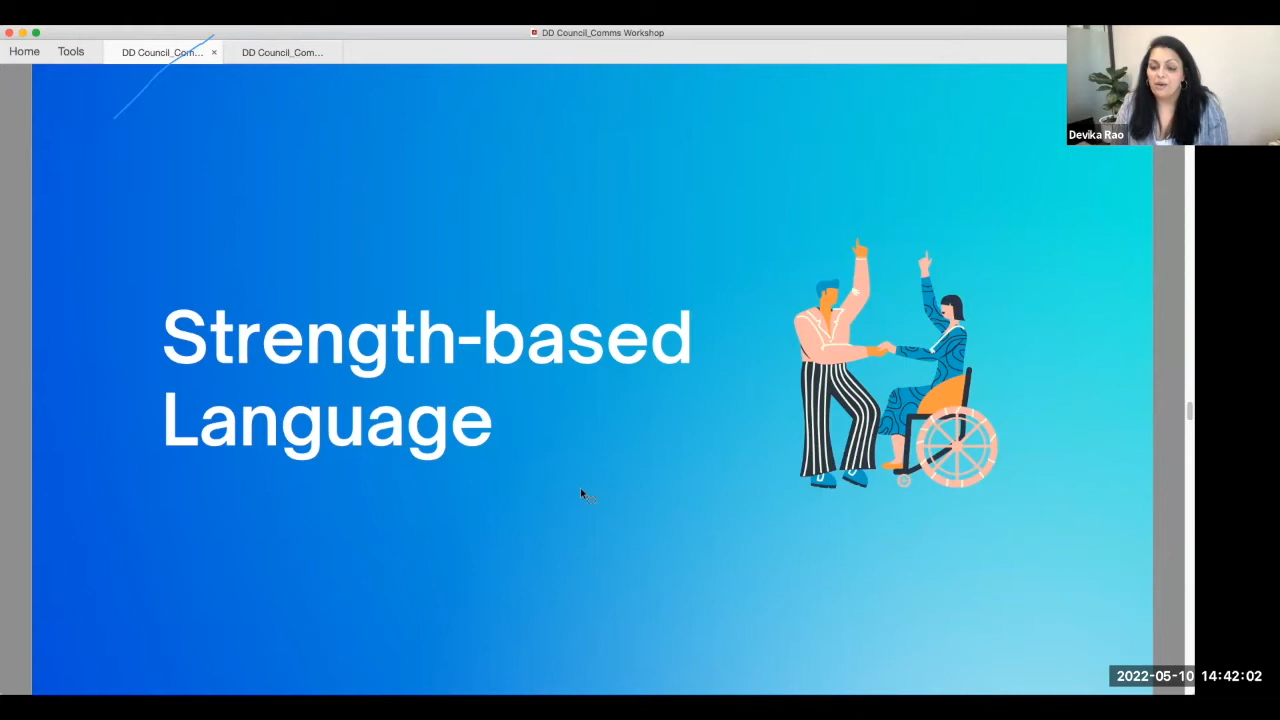 DD Council_Comms Workshop
Home Tools DD Council_Com... × DD Council_Com...
Devika Rao
Strength-based
Language
2022-05-10 14:42:02